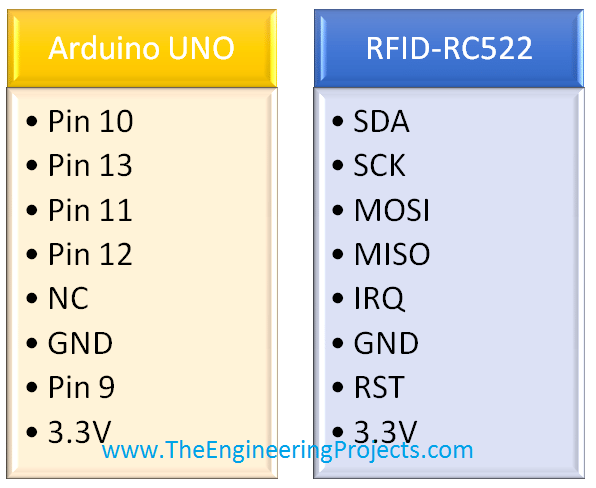 Arduino UNO
• Pin 10
• Pin 13
• Pin 11
• Pin 12
• NC
• GND
• Pin 9
• 3.3V
RFID-RC522
• SDA
• SCK
• MOSI
• MISO
• IRQ
• GND
• RST
• 3.3V
www.TheEngineeringProjects.com